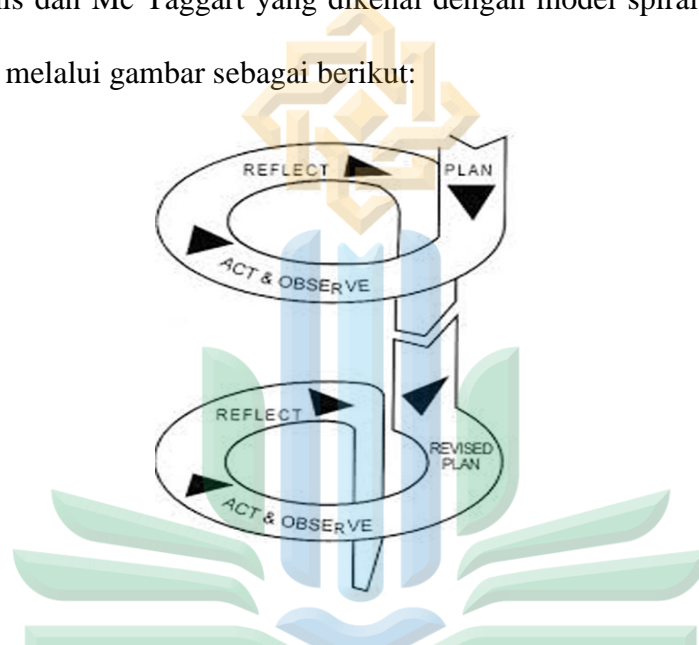 dan Mc Taggart yang dikenal dengan model spiral
melalui gambar sebagai berikut:
REFLECT
PLAN
ACT & OBSERVE
REFLECT
REVISED
PLAN
ACT & OBSERVE